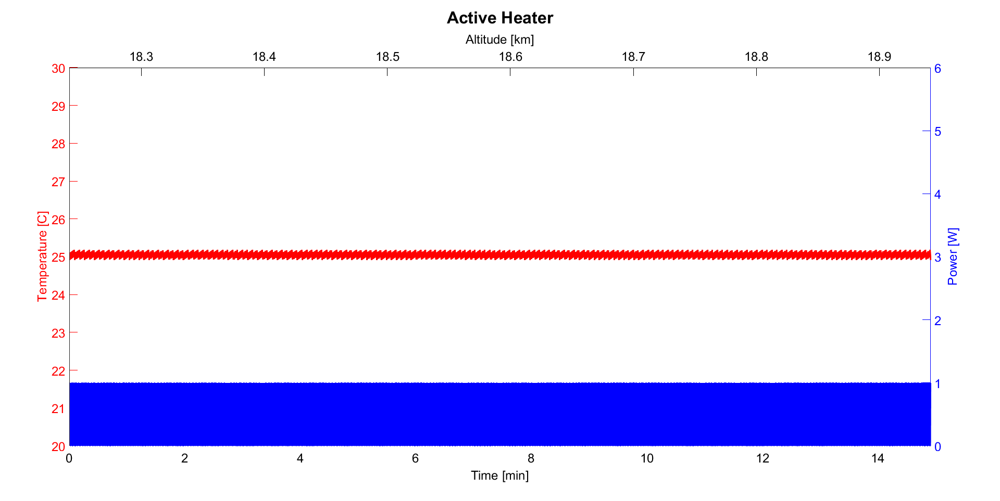 Active Heater
Altitude [km]
18.3 18.4 18.5 18.6 18.7 18.8 18.9
30
29
28
27
26
25
24
23
22
21
20
Temperature [C]
6
5
4
3
2
1
0
Power [W]
0 2 4 6 8 10 12 14
Time [min]